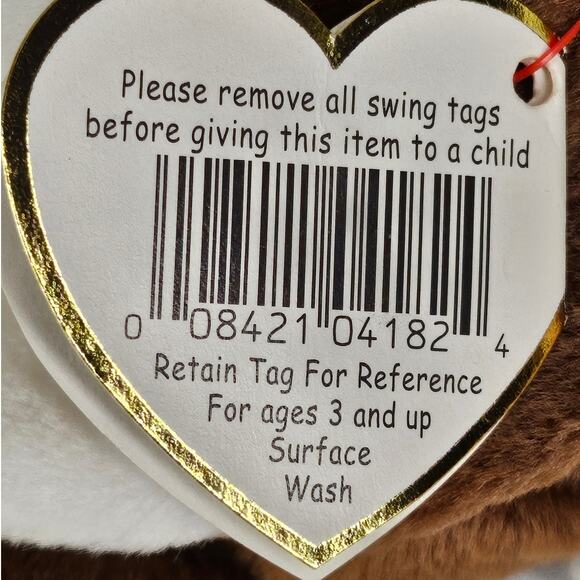 Please remove all swing tags
before giving this item to a child
0 08421 04182 4
Retain Tag For Reference
For ages 3 and up
Surface
Wash